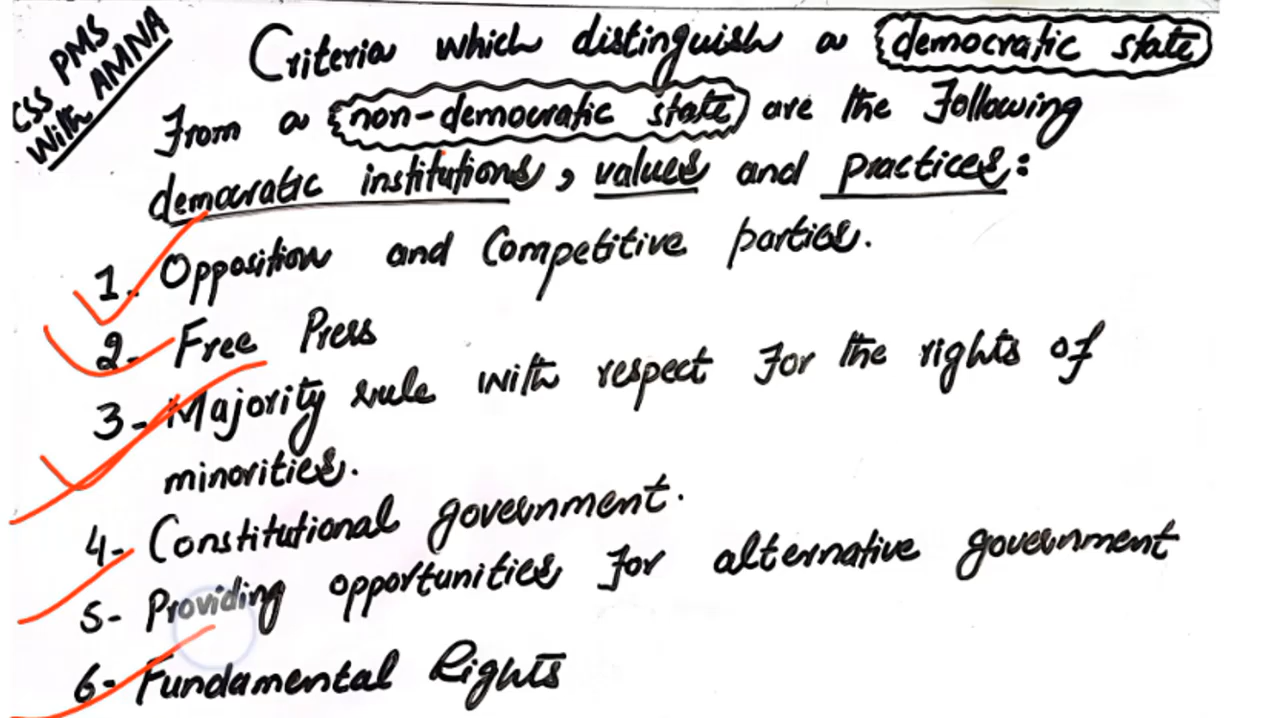 CSS PMS
With AMNA
Criteria which distinguish a democratic state
From a non-democratic state are the Following
democratic institutions, values and practices:
1- Opposition and Competitive parties.
2- Free Press
3- Majority rule with respect For the rights of
minorities.
4- Constitutional government.
5- Providing opportunities For alternative government
6- Fundamental Rights